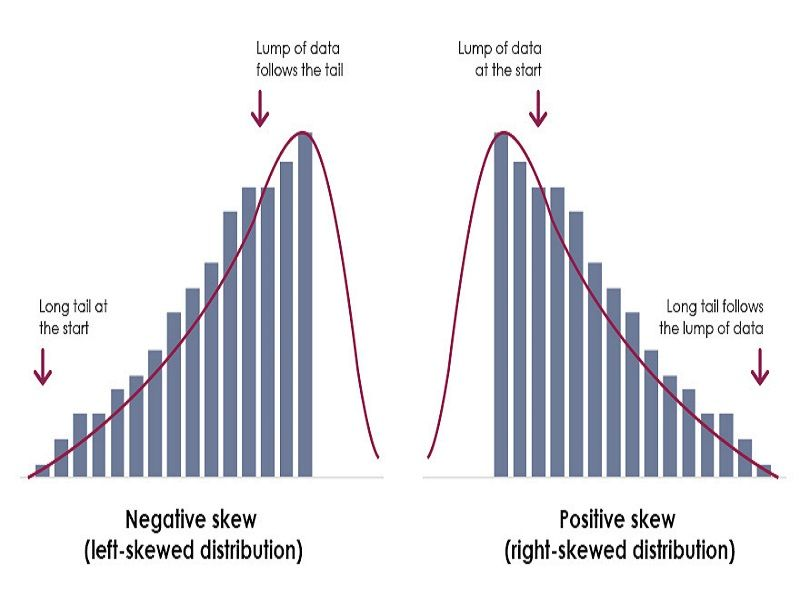 Lump of data
follows the tail
Long tail at
the start
Negative skew
(left-skewed distribution)
Lump of data
at the start
Long tail follows
the lump of data
Positive skew
(right-skewed distribution)